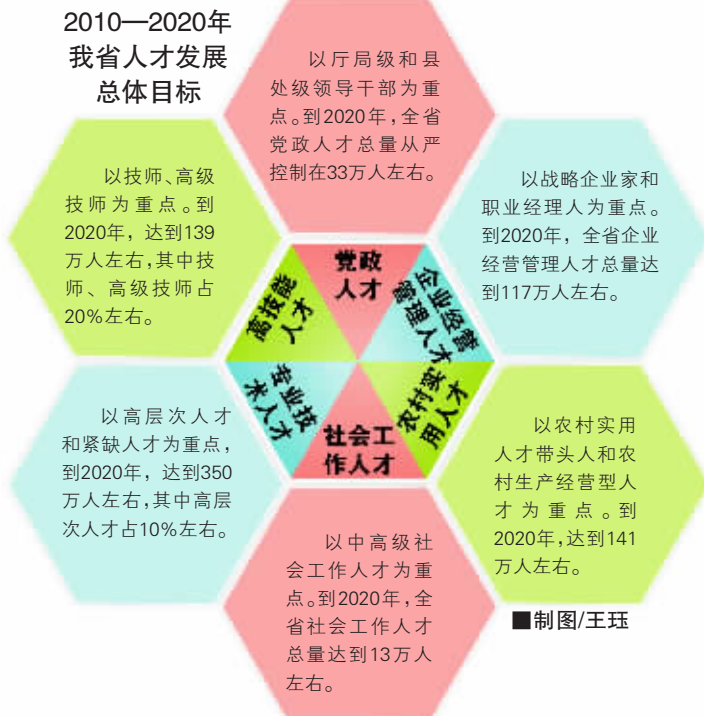 2010—2020年
我省人才发展
总体目标
以厅局级和县
处级领导干部为重
点。到2020年,全省
党政人才总量从严
控制在33万人左右。
以技师、高级
技师为重点。到
2020年，达到139
万人左右,其中技
师、高级技师占
20%左右。
以战略企业家和
职业经理人为重点。
到2020年，全省企业
经营管理人才总量达
到117万人左右。
党政
人才
企业经营
管理人才
高技能
人才
专业技
术人才
农村实
用人才
社会工
作人才
以高层次人才
和紧缺人才为重点,
到2020年，达到350
万人左右,其中高层
次人才占10%左右。
以农村实用
人才带头人和农
村生产经营型人
才为重点。到
2020年,达到141
万人左右。
以中高级社
会工作人才为重
点。到2020年,全
省社会工作人才
总量达到13万人
左右。
■制图/王珏